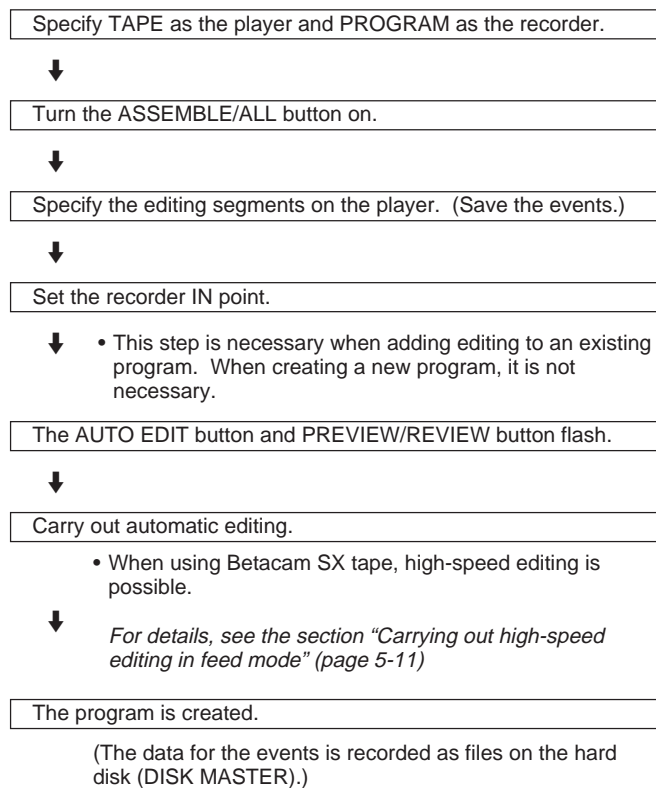 Specify TAPE as the player and PROGRAM as the recorder.
Turn the ASSEMBLE/ALL button on.
Specify the editing segments on the player.  (Save the events.)
Set the recorder IN point.
• This step is necessary when adding editing to an existing
program.  When creating a new program, it is not
necessary.
The AUTO EDIT button and PREVIEW/REVIEW button flash.
Carry out automatic editing.
• When using Betacam SX tape, high-speed editing is
possible.
For details, see the section “Carrying out high-speed
editing in feed mode” (page 5-11)
The program is created.
(The data for the events is recorded as files on the hard
disk (DISK MASTER).)